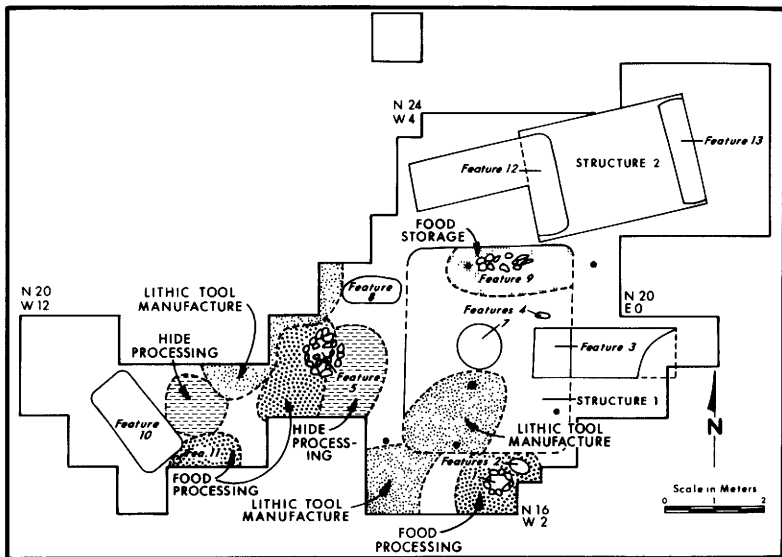 N 24
W 4
Feature 13
STRUCTURE 2
Feature 12
FOOD
STORAGE
Feature 9
N 20
W 12
LITHIC TOOL
MANUFACTURE
Feature 8
N 20
E 0
Features 4
7
HIDE
PROCESSING
Feature 3
Feature
5
STRUCTURE 1
Feature
10
Fea. 11
HIDE
PROCESS-
ING
LITHIC TOOL
MANUFACTURE
N
FOOD
PROCESSING
Features 2
LITHIC TOOL
MANUFACTURE
N 16
W 2
FOOD
PROCESSING
Scale in Meters
0 1 2